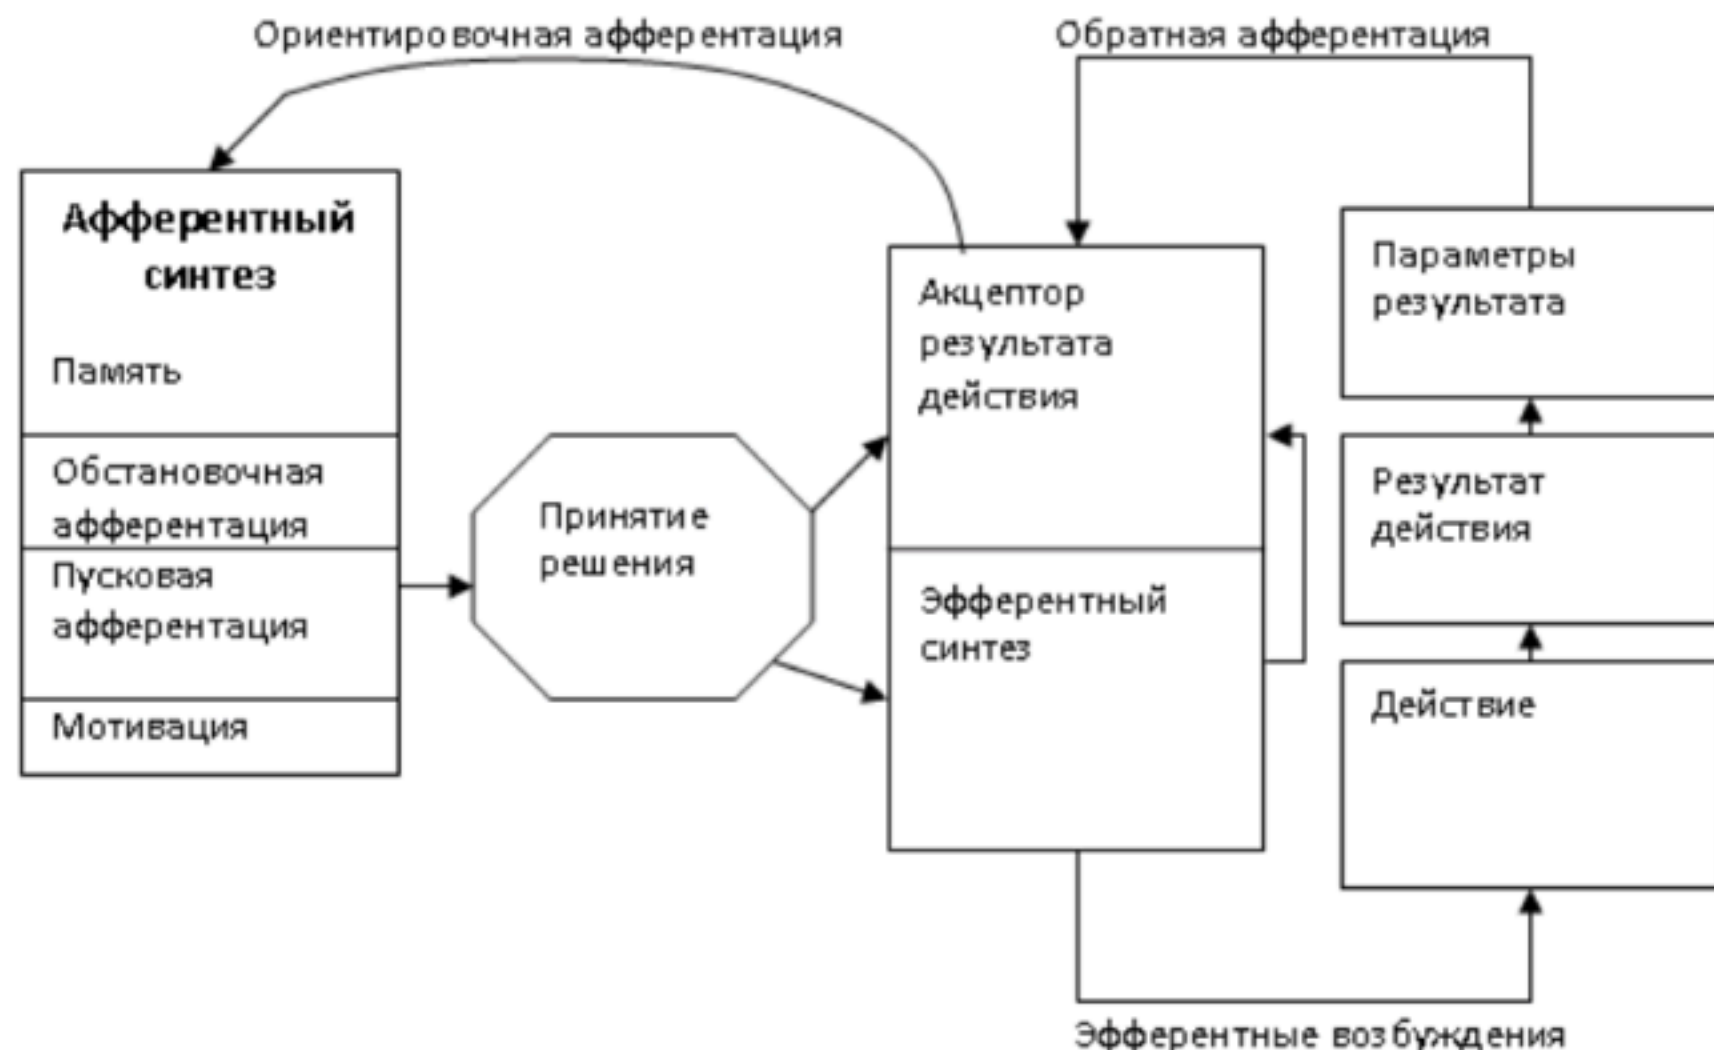 Ориентировочная афферентация
Обратная афферентация
Афферентный
синтез
Память
Обстановочная
афферентация
Пусковая
афферентация
Мотивация
Принятие
решения
Акцептор
результата
действия
Эфферентный
синтез
Параметры
результата
Результат
действия
Действие
Эфферентные возбуждения